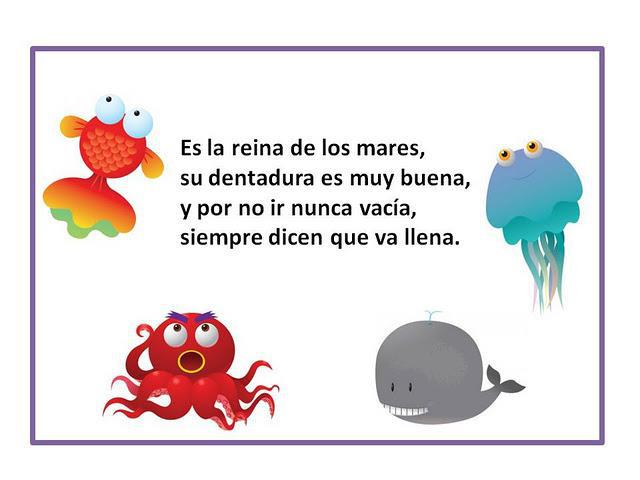 Es la reina de los mares,
su dentadura es muy buena,
y por no ir nunca vacía,
siempre dicen que va llena.